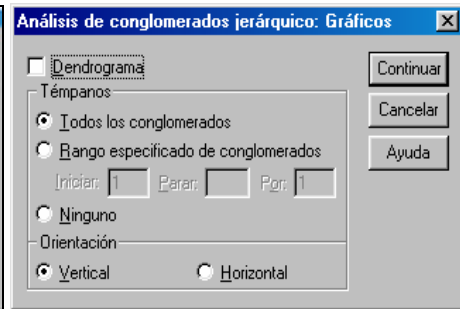 Análisis de conglomerados jerárquico: Gráficos
Dendrograma
Continuar
Témpanos
Cancelar
Todos los conglomerados
Rango especificado de conglomerados
Ayuda
Iniciar: 1 Parar: Por: 1
Ninguno
Orientación
Vertical Horizontal